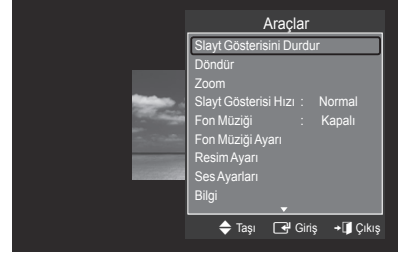 Araçlar
Slayt Gösterisini Durdur
Döndür
Zoom
Slayt Gösterisi Hızı : Normal
Fon Müziği : Kapalı
Fon Müziği Ayarı
Resim Ayarı
Ses Ayarları
Bilgi
Taşı Giriş Çıkış